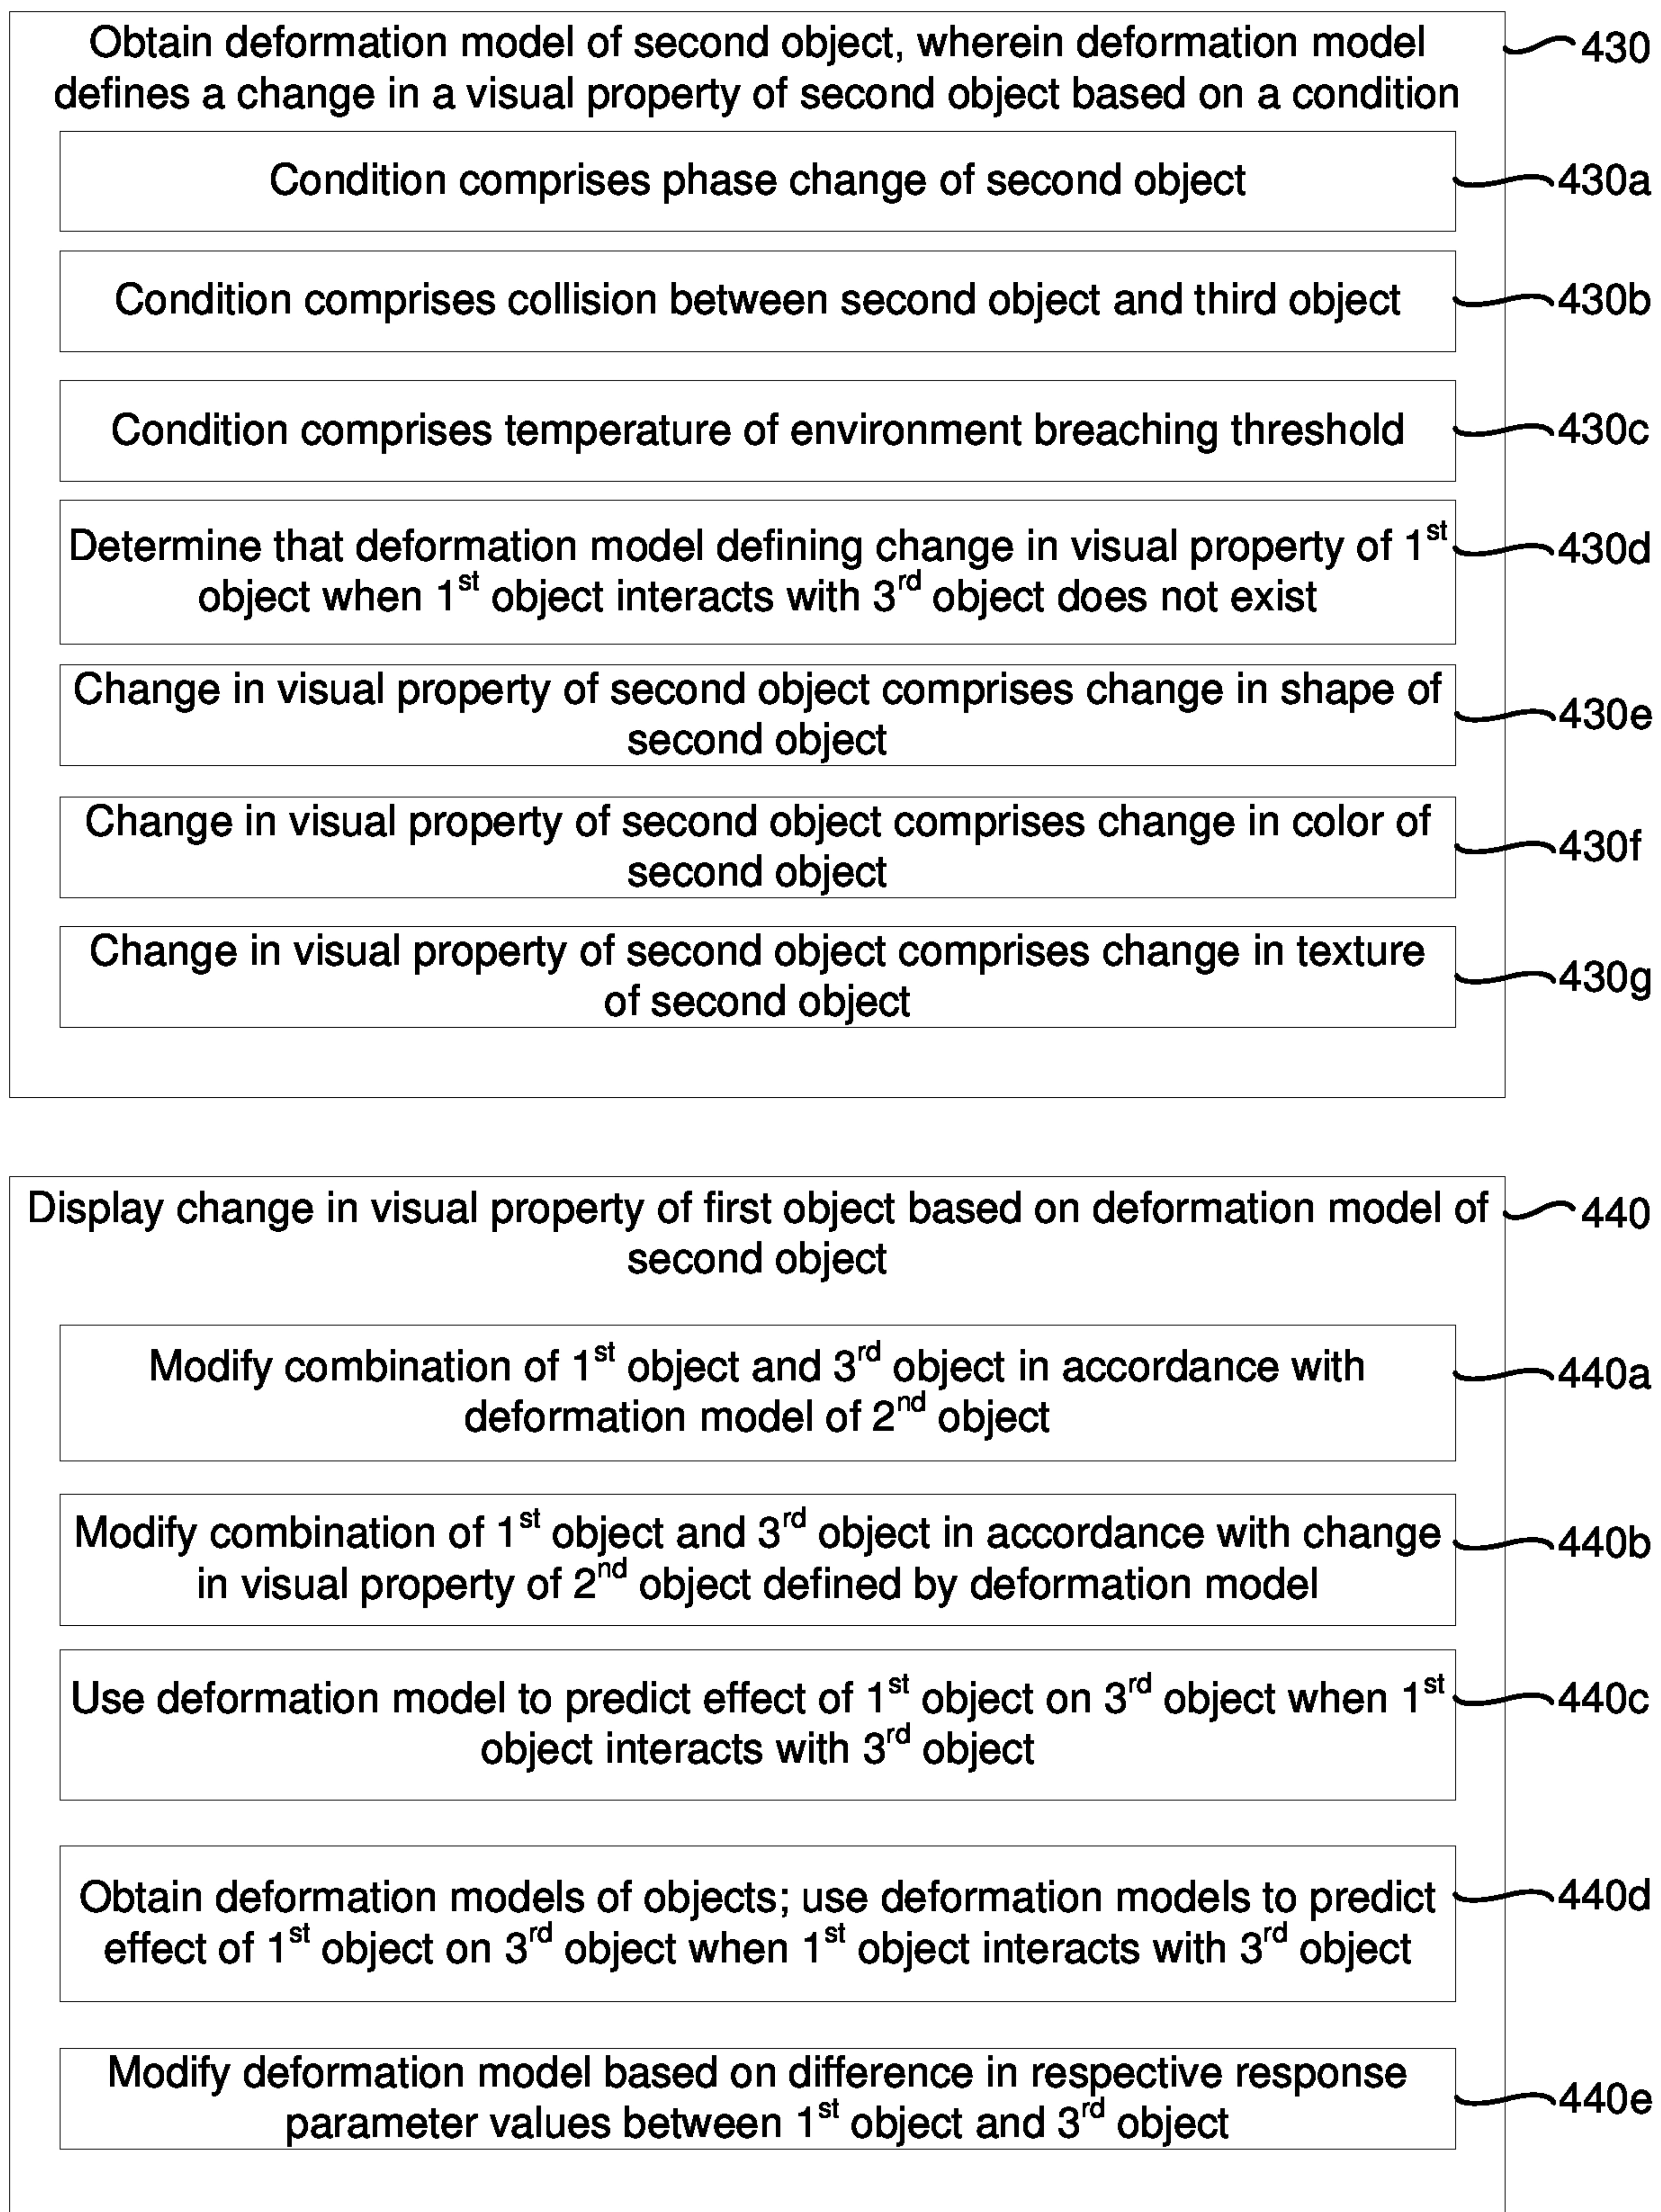 Obtain deformation model of second object, wherein deformation model
defines a change in a visual property of second object based on a condition
430
Condition comprises phase change of second object
430a
Condition comprises collision between second object and third object
430b
Condition comprises temperature of environment breaching threshold
430c
Determine that deformation model defining change in visual property of 1st
object when 1st object interacts with 3rd object does not exist
430d
Change in visual property of second object comprises change in shape of
second object
430e
Change in visual property of second object comprises change in color of
second object
430f
Change in visual property of second object comprises change in texture
of second object
430g
Display change in visual property of first object based on deformation model of
second object
440
Modify combination of 1st object and 3rd object in accordance with
deformation model of 2nd object
440a
Modify combination of 1st object and 3rd object in accordance with change
in visual property of 2nd object defined by deformation model
440b
Use deformation model to predict effect of 1st object on 3rd object when 1st
object interacts with 3rd object
440c
Obtain deformation models of objects; use deformation models to predict
effect of 1st object on 3rd object when 1st object interacts with 3rd object
440d
Modify deformation model based on difference in respective response
parameter values between 1st object and 3rd object
440e